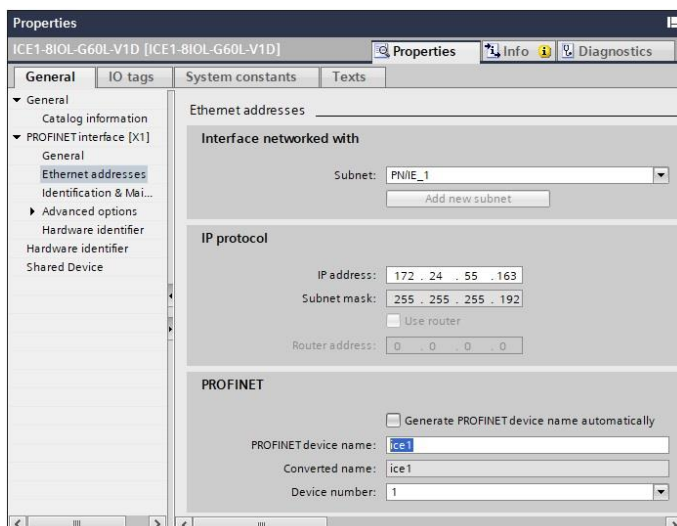 Properties
ICE1-8IOL-G60L-V1D [ICE1-8IOL-G60L-V1D]
Properties
Info
Diagnostics
General
IO tags
System constants
Texts
General
Catalog information
PROFINET interface [X1]
General
Ethernet addresses
Identification & Mai...
Advanced options
Hardware identifier
Hardware identifier
Shared Device
Ethernet addresses
Interface networked with
Subnet: PN/IE_1
Add new subnet
IP protocol
IP address: 172 . 24 . 55 . 163
Subnet mask: 255 . 255 . 255 . 192
Use router
Router address: 0 . 0 . 0 . 0
PROFINET
Generate PROFINET device name automatically
PROFINET device name: ice1
Converted name: ice1
Device number: 1